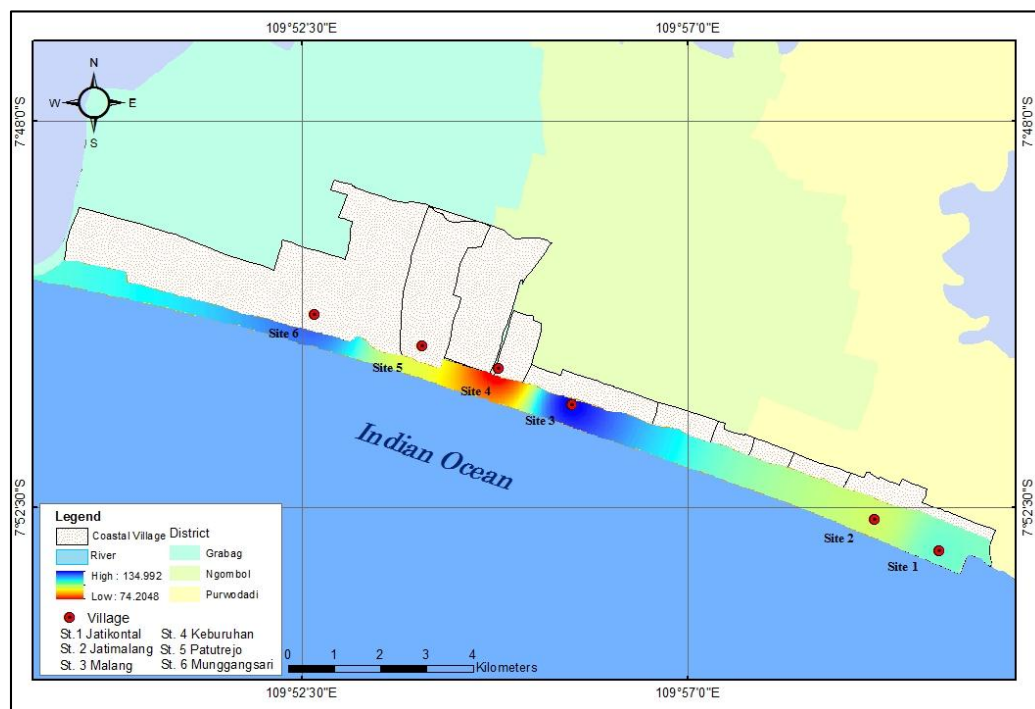 109°52'30"E
109°57'0"E
N
W E
S
7°48'0"S
7°48'0"S
Site 6
Site 5
Site 4
Site 3
Indian Ocean
Site 2
Site 1
7°52'30"S
7°52'30"S
Legend
Coastal Village
River
High : 134.992
Low : 74.2048
District
Grabag
Ngombol
Purwodadi
Village
St.1 Jatikontal
St. 2 Jatimalang
St. 3 Malang
St. 4 Keburuhan
St. 5 Patutrejo
St. 6 Munggangsari
0 1 2 3 4
Kilometers
109°52'30"E
109°57'0"E